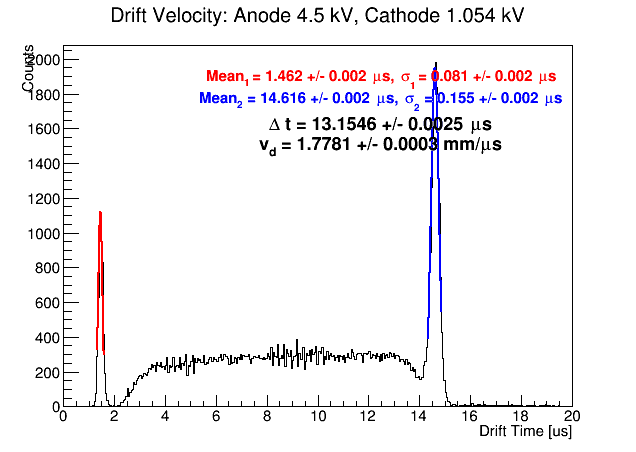 Drift Velocity: Anode 4.5 kV, Cathode 1.054 kV
Counts
Mean1 = 1.462 +/- 0.002 μs, σ1 = 0.081 +/- 0.002 μs
Mean2 = 14.616 +/- 0.002 μs, σ2 = 0.155 +/- 0.002 μs
Δ t = 13.1546 +/- 0.0025 μs
vd = 1.7781 +/- 0.0003 mm/μs
2000
1800
1600
1400
1200
1000
800
600
400
200
0
0 2 4 6 8 10 12 14 16 18 20
Drift Time [us]